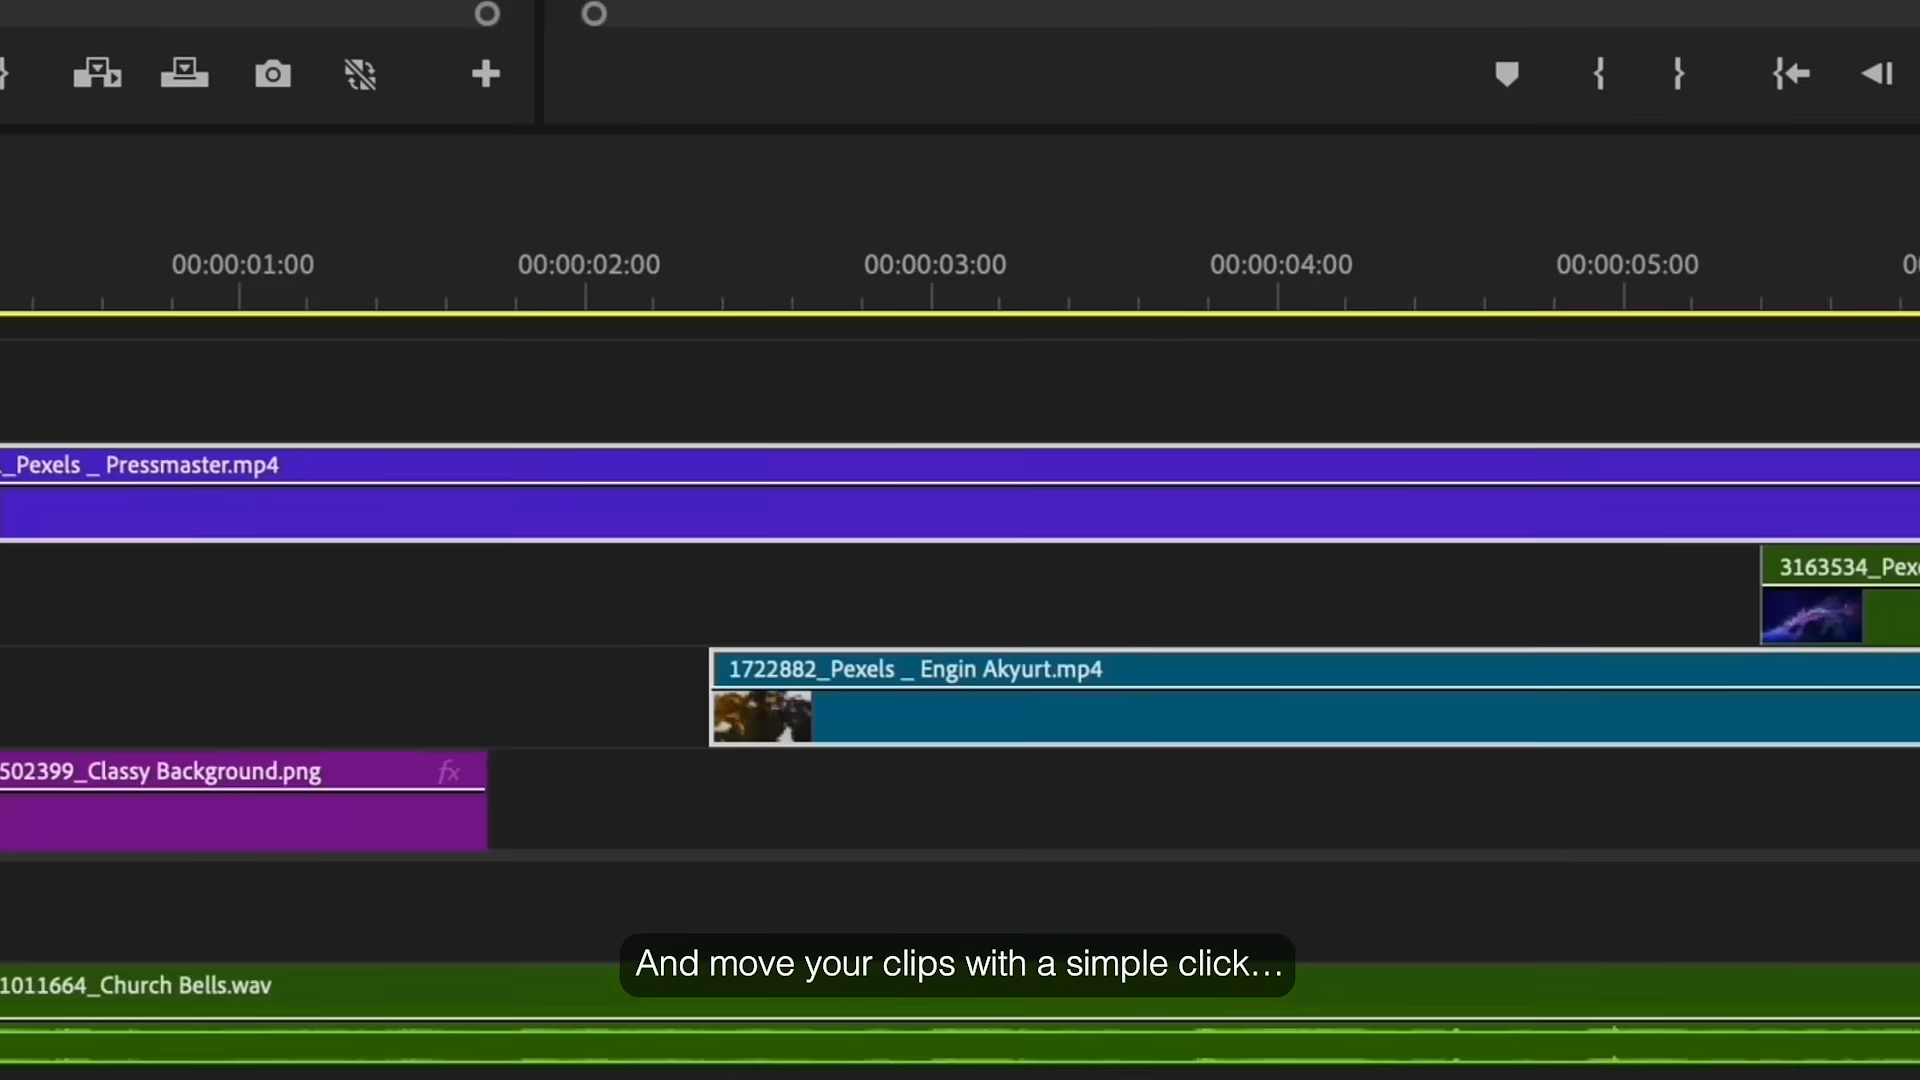 00:00:01:00 00:00:02:00 00:00:03:00 00:00:04:00 00:00:05:00
_Pexels _ Pressmaster.mp4
3163534_Pexe
1722882_Pexels _ Engin Akyurt.mp4
502399_Classy Background.png fx
And move your clips with a simple click...
1011664_Church Bells.wav